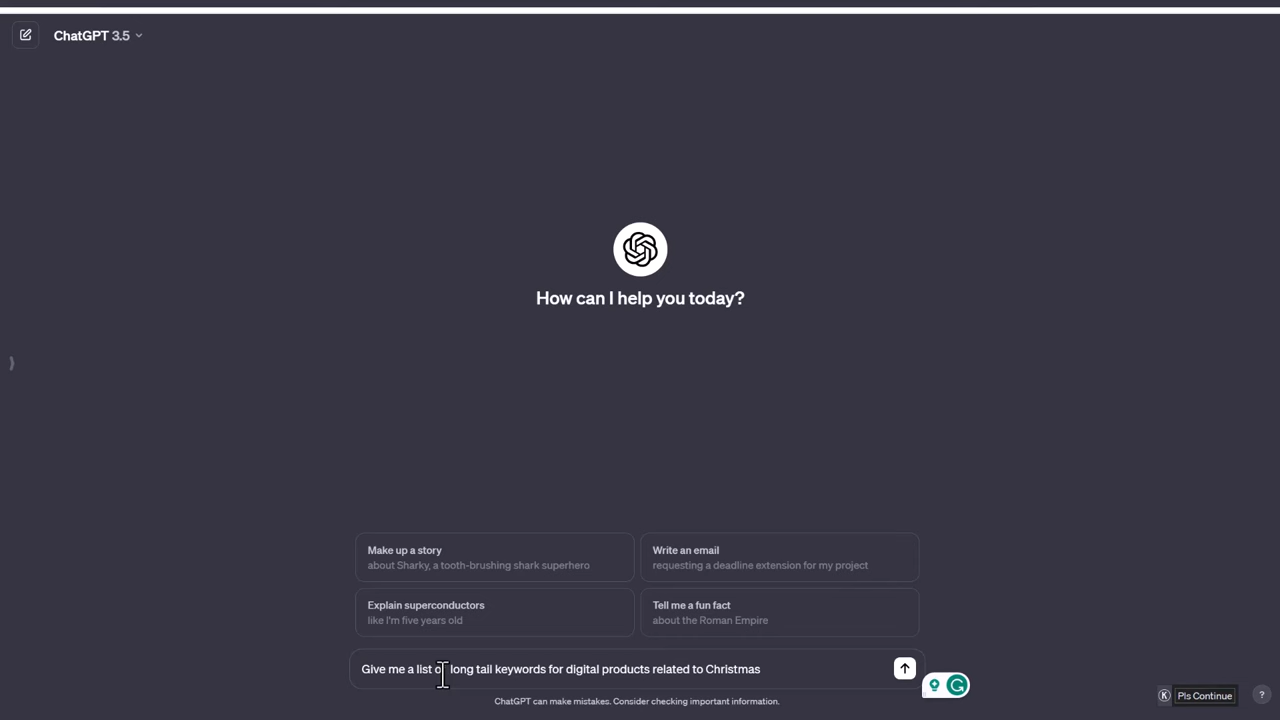 ChatGPT 3.5
How can I help you today?
Make up a story
about Sharky, a tooth-brushing shark superhero
Write an email
requesting a deadline extension for my project
Explain superconductors
like I'm five years old
Tell me a fun fact
about the Roman Empire
Give me a list of long tail keywords for digital products related to Christmas
ChatGPT can make mistakes. Consider checking important information.
K Pls Continue
?